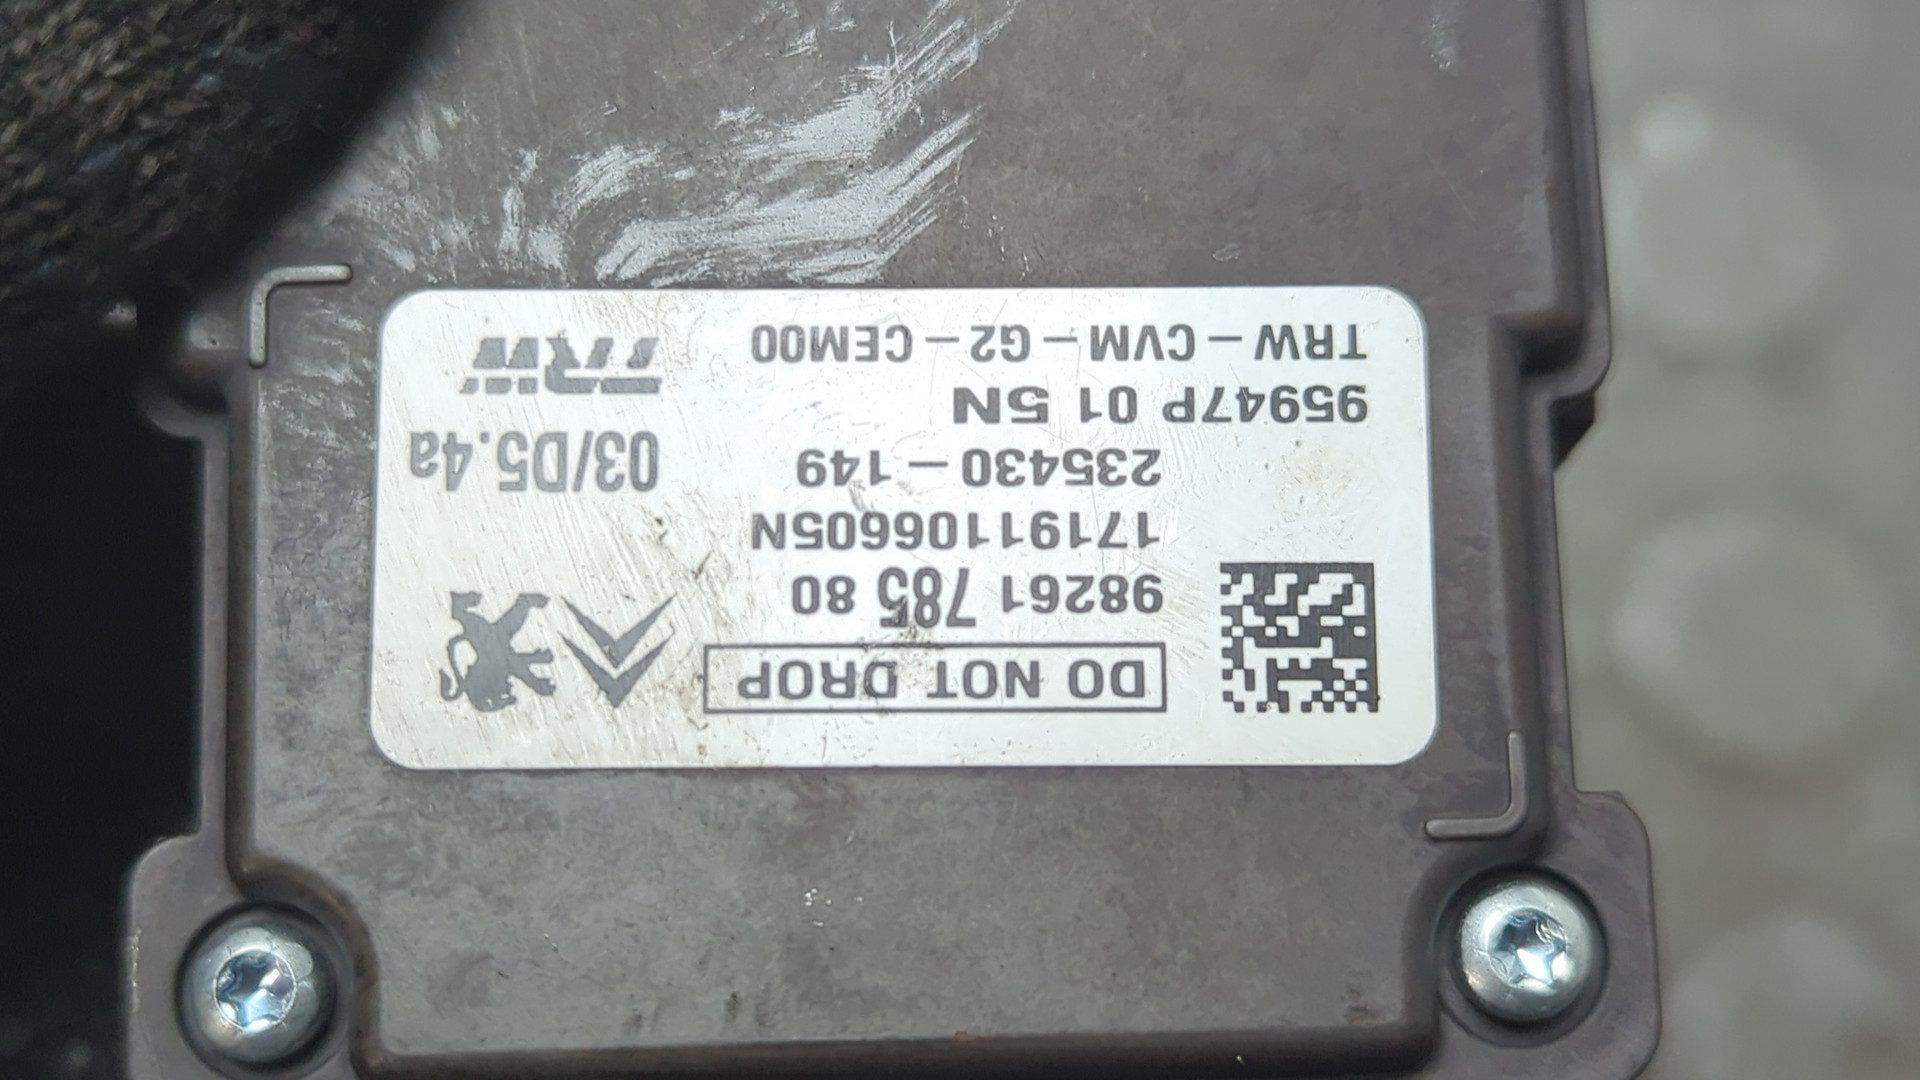 DO NOT DROP
98261 785 80
17191106605N
235430-149
03/D5.4a
95947P 01 5N
TRW-CVM-G2-CEM00
TRW